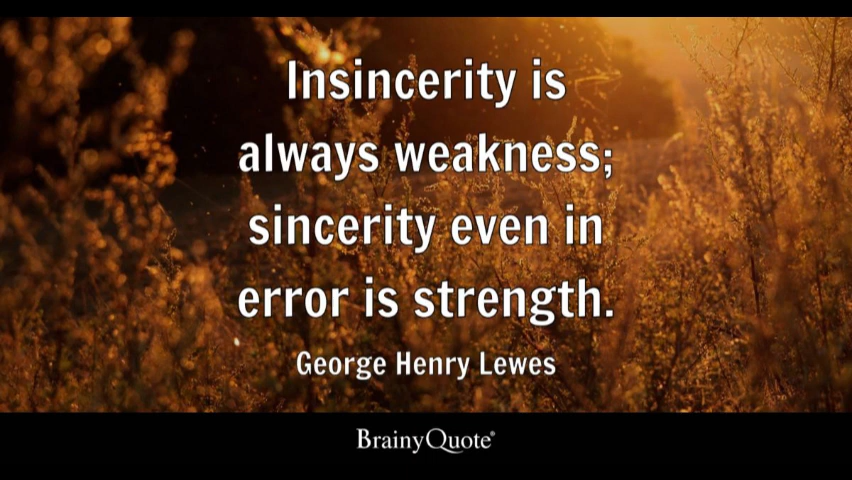 Insincerity is
always weakness;
sincerity even in
error is strength.
George Henry Lewes
BrainyQuote®